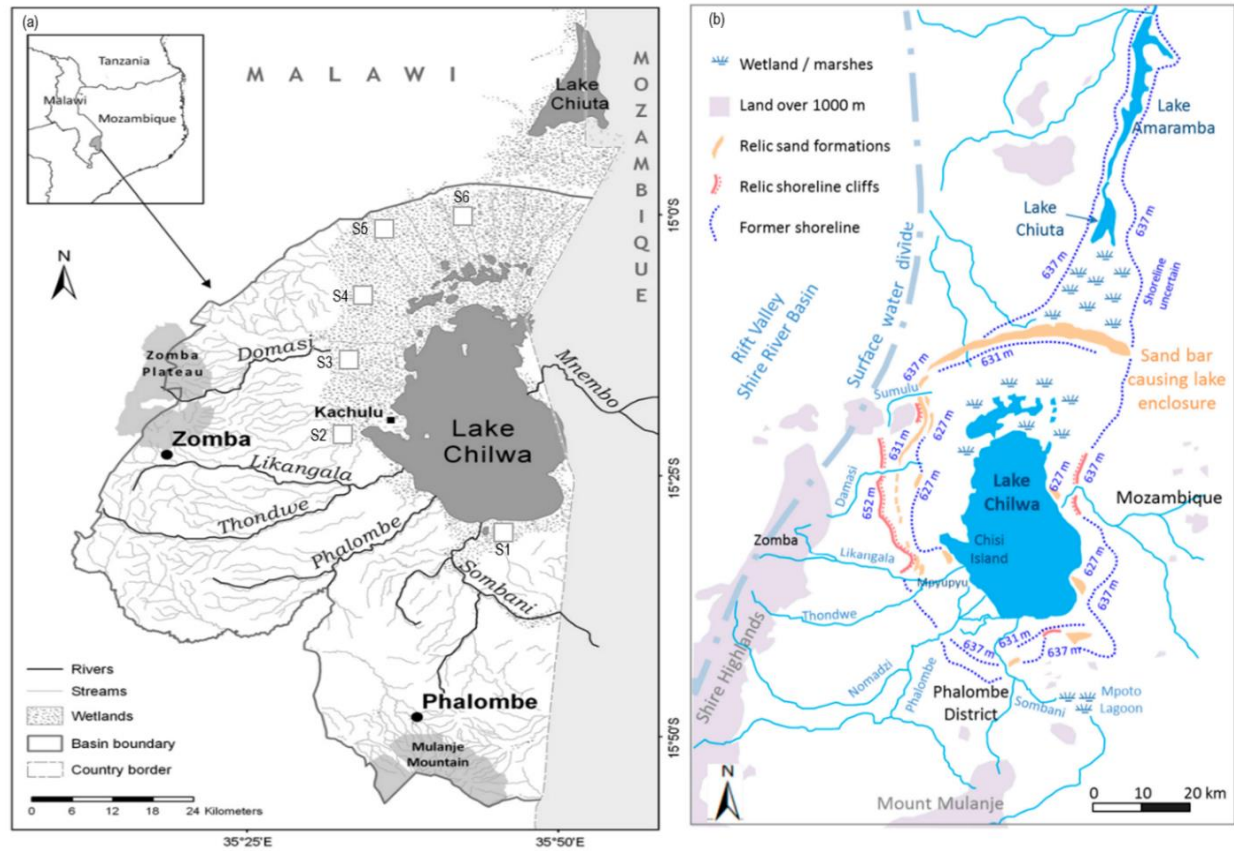 (a)
Tanzania
Malawi
Mozambique
MALAWI
MOZAMBIQUE
Lake
Chiuta
S6
S5
15°0'S
N
S4
Zomba
Plateau
Domasi
S3
Mnembo
Kachulu
Lake
Chilwa
S2
Zomba
Likangala
15°25'S
Thondwe
Phalombe
S1
Sombani
Rivers
Streams
Wetlands
Basin boundary
Country border
Phalombe
Mulanje
Mountain
15°50'S
0 6 12 18 24 Kilometers
35°25'E
35°50'E
(b)
Wetland / marshes
Land over 1000 m
Relic sand formations
Relic shoreline cliffs
Former shoreline
Lake
Amaramba
Lake
Chiuta
637 m
637 m
Shoreline
uncertain
Rift Valley
Shire River Basin
Surface water divide
637 m
631 m
Sand bar
causing lake
enclosure
Sumulu
631 m
627 m
Damasi
652 m
627 m
Lake
Chilwa
627 m
637 m
Mozambique
Zomba
Likangala
Chisi
Island
Mpyupyu
627 m
637 m
Thondwe
Shire Highlands
Nomadzi
Phalombe
637 m
631 m
637 m
Phalombe
District
Sombani
Mpoto
Lagoon
N
Mount Mulanje
0 10 20 km